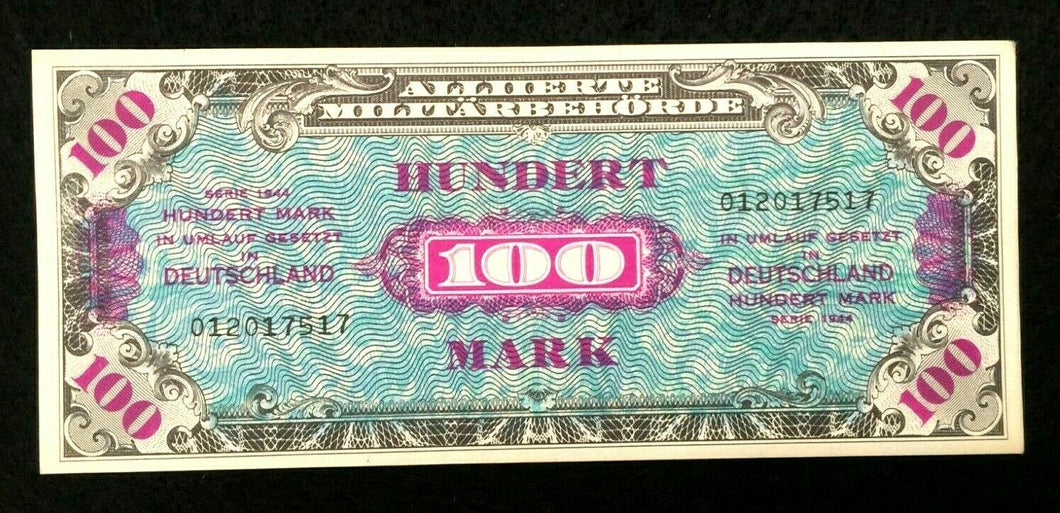 ALLIIERTE
MILITÄRBEHÖRDE
100
100
HUNDERT
SERIE 1944
HUNDERT MARK
IN UMLAUF GESETZT
IN
DEUTSCHLAND
012017517
100
MARK
012017517
IN UMLAUF GESETZT
IN
DEUTSCHLAND
HUNDERT MARK
SERIE 1944
100
100